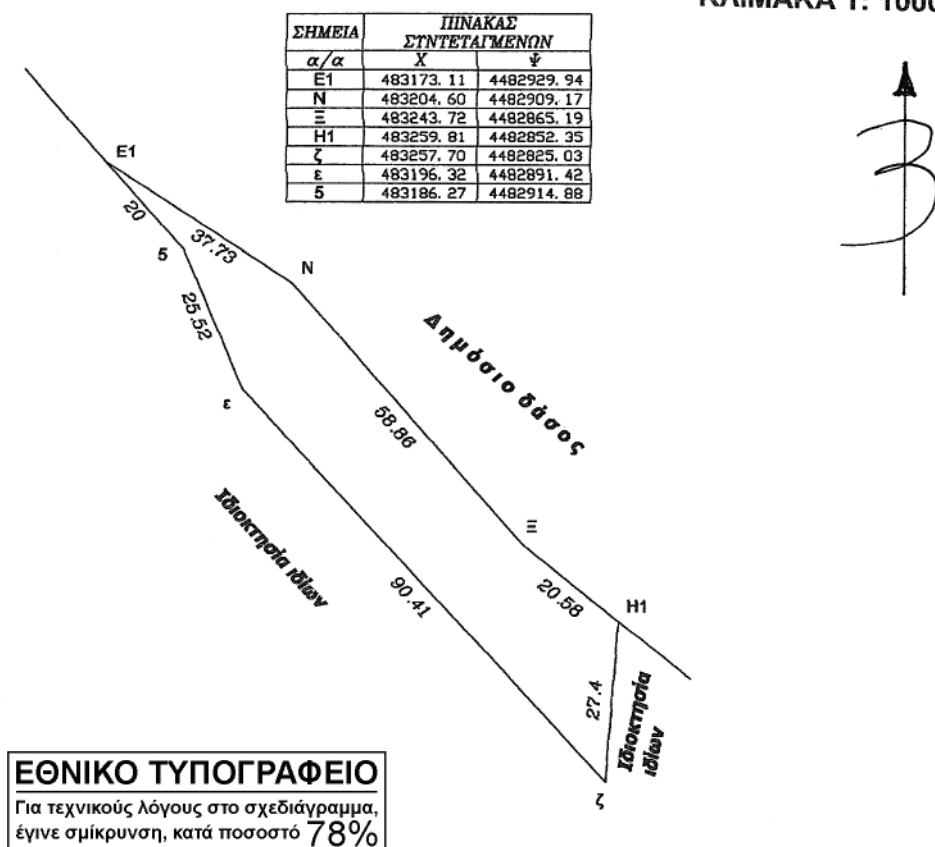 ΚΛΙΜΑΚΑ 1: 1000
ΣΗΜΕΙΑ ΠΙΝΑΚΑΣ ΣΥΝΤΕΤΑΓΜΕΝΩΝ
α/α Χ Ψ
Ε1 483173.11 4482929.94
Ν 483204.60 4482909.17
Ξ 483243.72 4482865.19
Η1 483259.81 4482852.35
ζ 483257.70 4482825.03
ε 483196.32 4482891.42
5 483186.27 4482914.88
3
Ε1
20
37.73
5
Ν
25.52
Δημόσιο δάσος
ε
58.86
Ιδιοκτησία ιδίων
Ξ
90.41
20.58
Η1
27.4
Ιδιοκτησία
ιδίων
ζ
ΕΘΝΙΚΟ ΤΥΠΟΓΡΑΦΕΙΟ
Για τεχνικούς λόγους στο σχεδιάγραμμα,
έγινε σμίκρυνση, κατά ποσοστό 78%